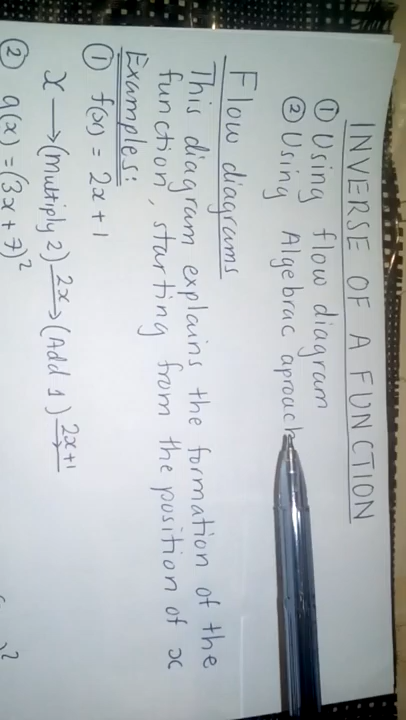 INVERSE OF A FUNCTION
① Using flow diagram
② Using Algebrac aproach
Flow diagrams
This diagram explains the formation of the
function, starting from the position of x
Examples:
① f(x) = 2x + 1
x → (multiply 2) 2x → (Add 1) 2x+1 →
② g(x) = (3x + 7)²